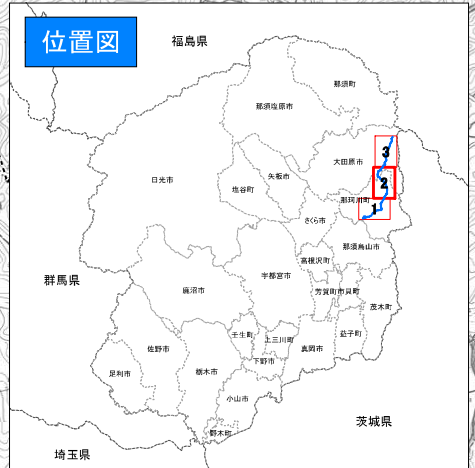 位置図
福島県
那須町
那須塩原市
大田原市
3
日光市
矢板市
塩谷町
2
那珂川町
1
さくら市
那須烏山市
高根沢町
宇都宮市
群馬県
鹿沼市
芳賀町
市貝町
茂木町
壬生町
上三川町
真岡市
益子町
佐野市
栃木市
下野市
足利市
小山市
野木町
茨城県
埼玉県